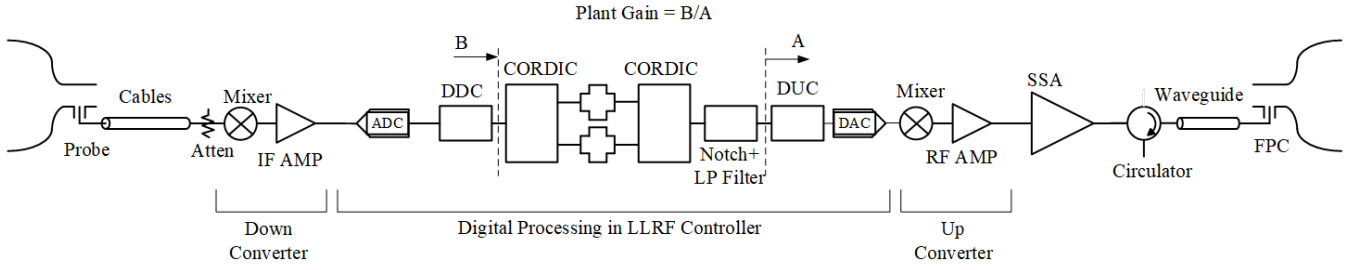 Plant Gain = B/A
B
A
CORDIC
CORDIC
SSA
DDC
DUC
Cables
Mixer
Mixer
Waveguide
ADC
DAC
Probe
Atten
IF AMP
Notch+
LP Filter
RF AMP
Circulator
FPC
Down
Converter
Digital Processing in LLRF Controller
Up
Converter